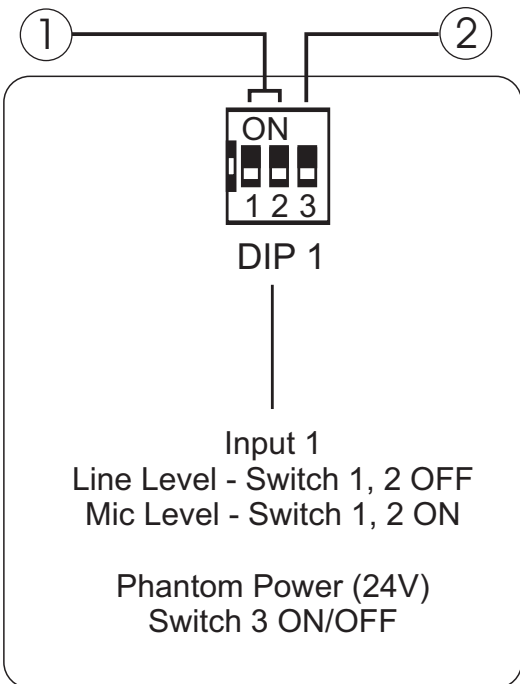 1
2
ON
1 2 3
DIP 1
Input 1
Line Level - Switch 1, 2 OFF
Mic Level - Switch 1, 2 ON
Phantom Power (24V)
Switch 3 ON/OFF